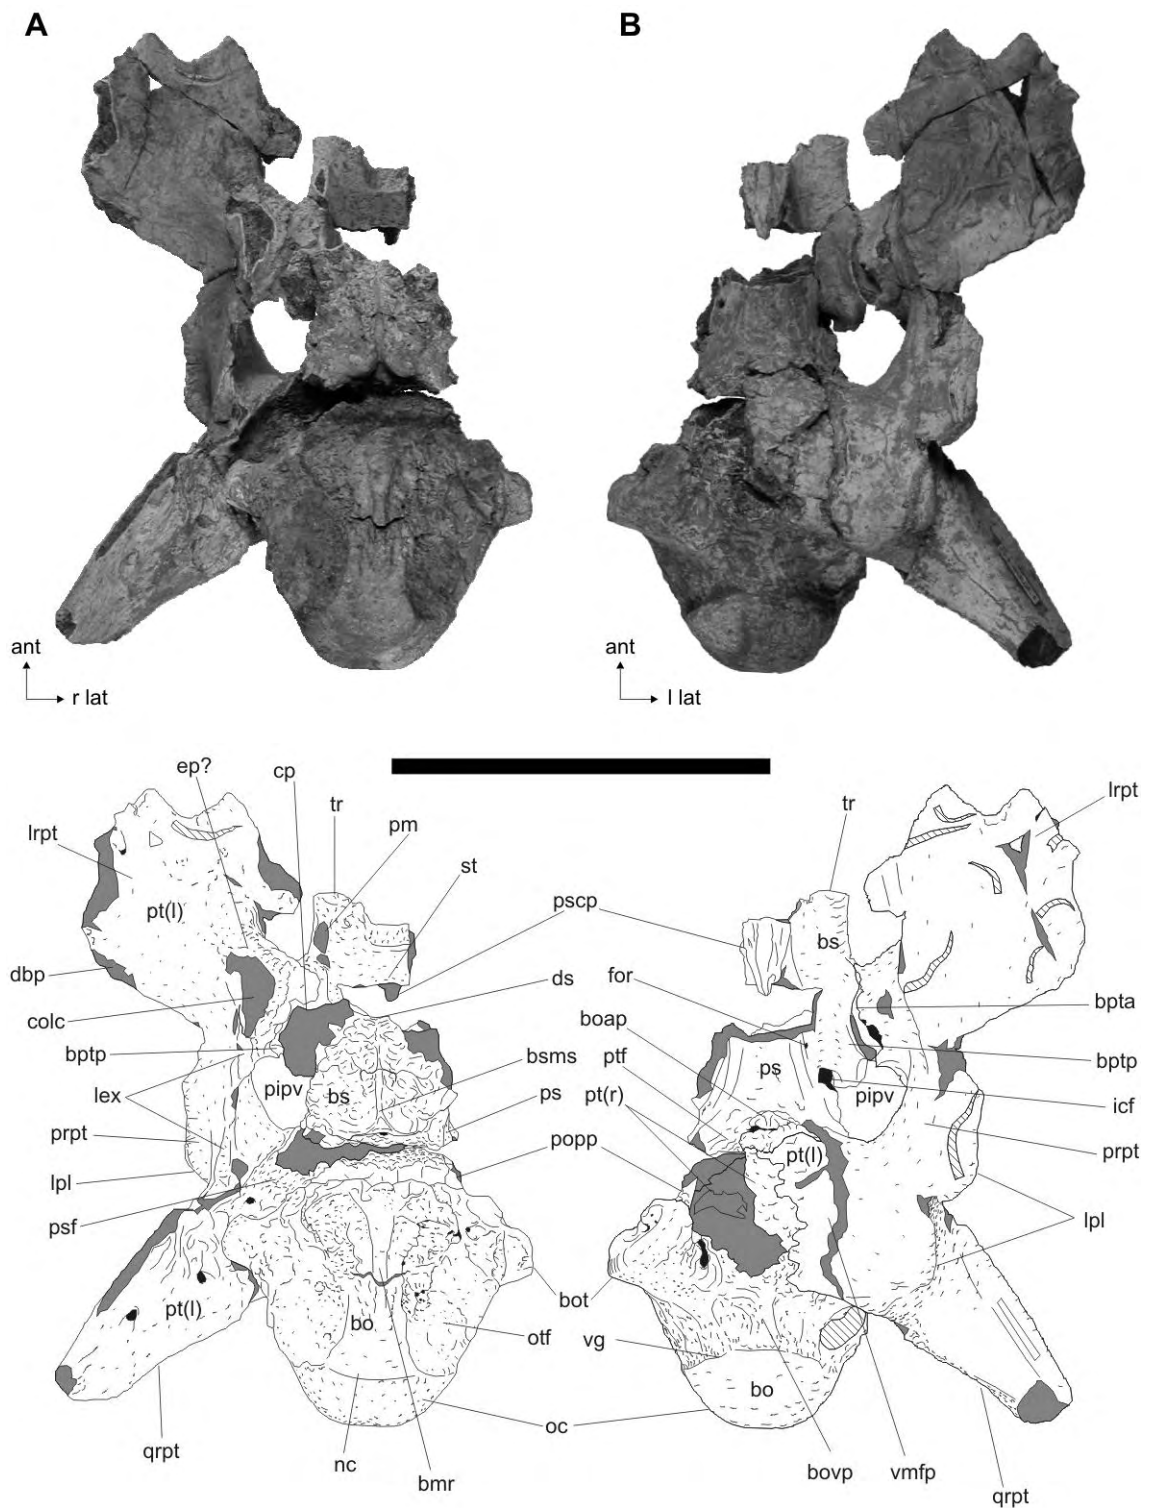 A
B
ant
r lat
ant
l lat
ep?
cp
tr
pm
st
lrpt
pt(l)
dbp
colc
bptp
lex
prpt
lpl
psf
pipv
bs
pt(l)
bo
qrpt
nc
bmr
otf
pscp
ds
bsms
ps
popp
bot
oc
for
boap
ptf
pt(r)
vg
tr
lrpt
bs
bpta
bptp
icf
prpt
lpl
ps
pipv
pt(l)
bo
bovp
vmfp
qrpt